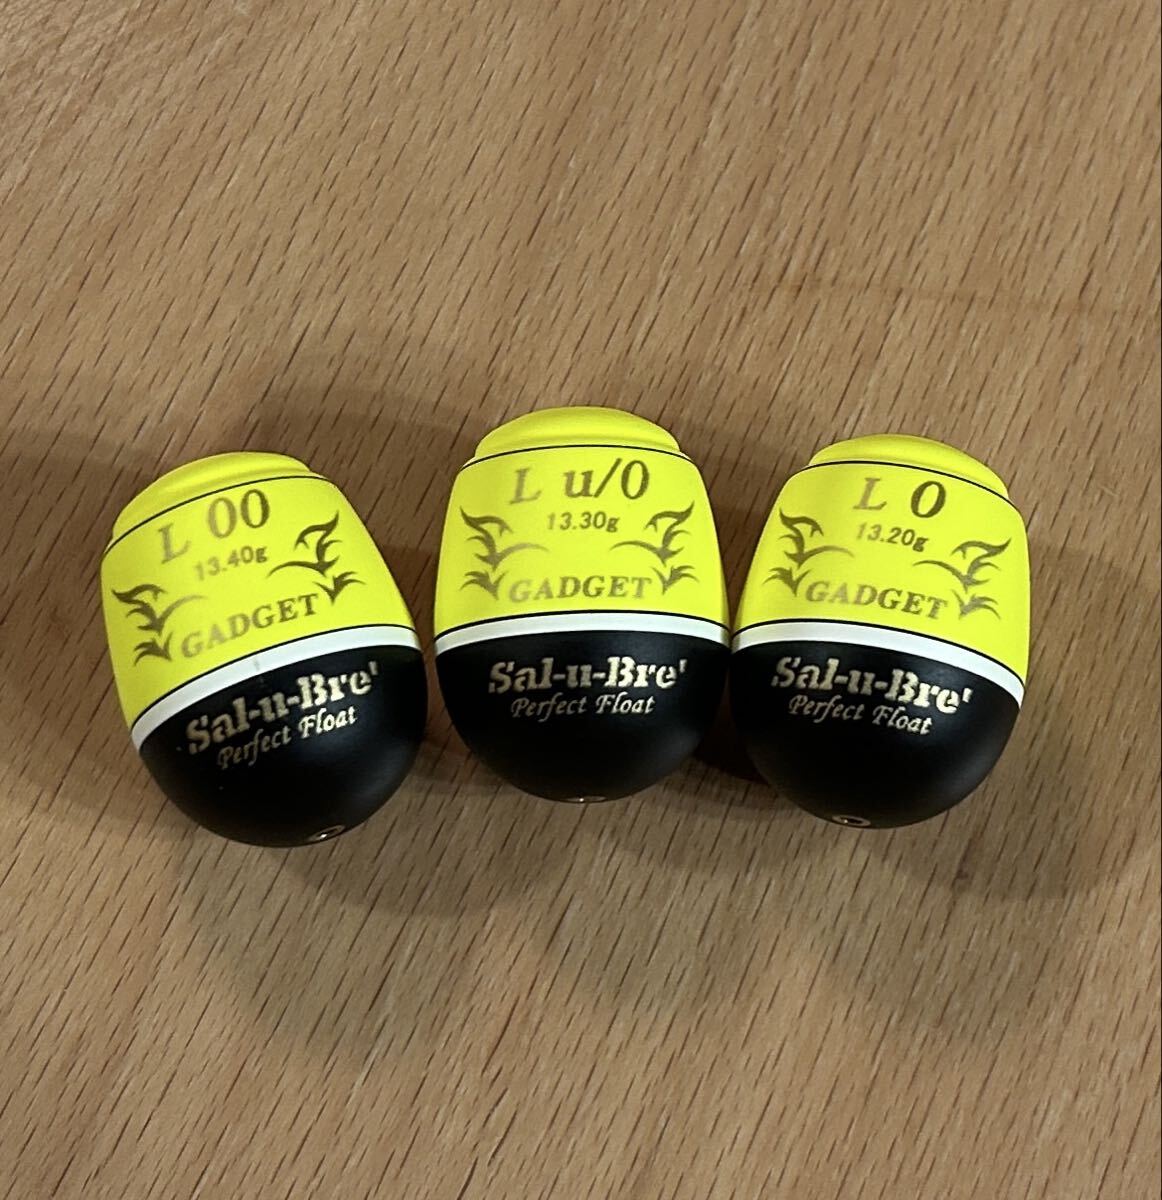 L 00
13.40g
GADGET
Sal-u-Bre'
Perfect Float
L u/0
13.30g
GADGET
Sal-u-Bre'
Perfect Float
L 0
13.20g
GADGET
Sal-u-Bre'
Perfect Float